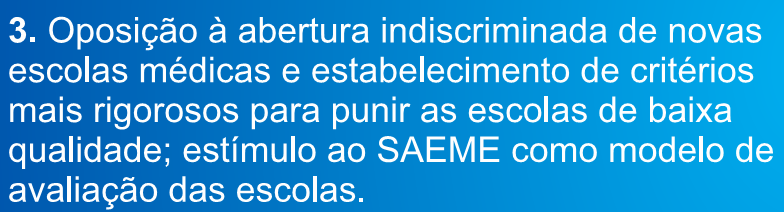 3. Oposição à abertura indiscriminada de novas
escolas médicas e estabelecimento de critérios
mais rigorosos para punir as escolas de baixa
qualidade; estímulo ao SAEME como modelo de
avaliação das escolas.